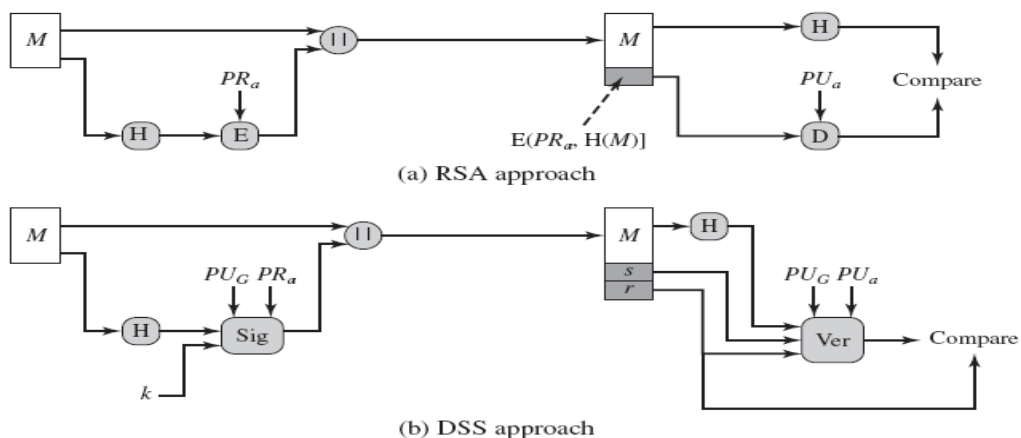 M
||
M
H
PRa
PUa
Compare
H
E
D
E(PRa, H(M)]
(a) RSA approach
M
||
M
H
s
r
PUG PRa
PUG PUa
H
Sig
Ver
Compare
k
(b) DSS approach